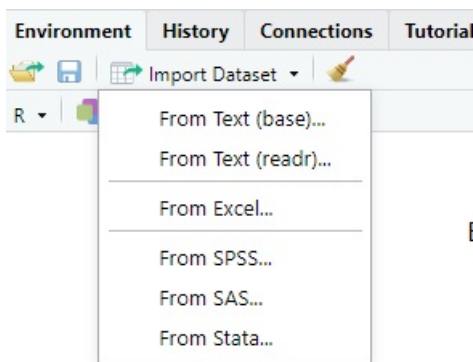 Environment History Connections Tutorial
Import Dataset
R
From Text (base)...
From Text (readr)...
From Excel...
From SPSS...
From SAS...
From Stata...